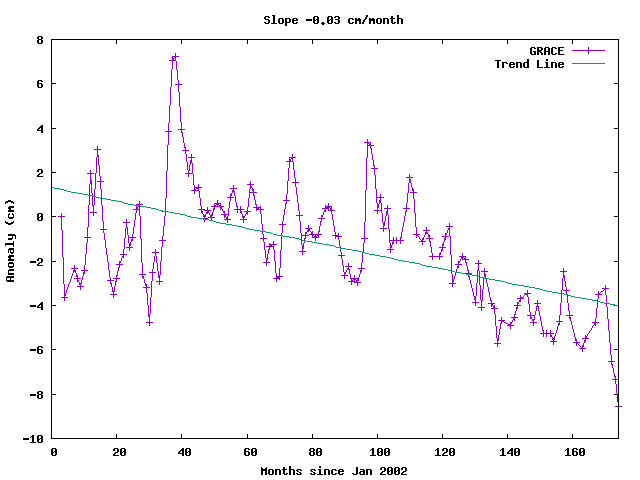 Slope -0.03 cm/month
GRACE
Trend Line
8
6
4
2
0
-2
-4
-6
-8
-10
Anomaly (cm)
0 20 40 60 80 100 120 140 160
Months since Jan 2002